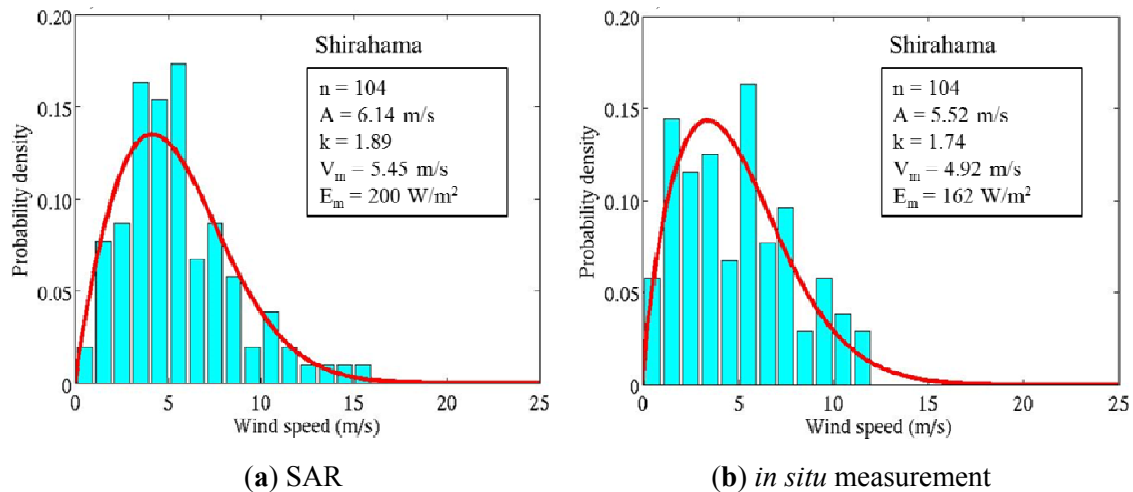 0.20
0.15
0.10
0.05
0
Probability density
Shirahama
n = 104
A = 6.14 m/s
k = 1.89
Vₘ = 5.45 m/s
Eₘ = 200 W/m²
0 5 10 15 20 25
Wind speed (m/s)
(a) SAR
0.20
0.15
0.10
0.05
0
Probability density
Shirahama
n = 104
A = 5.52 m/s
k = 1.74
Vₘ = 4.92 m/s
Eₘ = 162 W/m²
0 5 10 15 20 25
Wind speed (m/s)
(b) in situ measurement